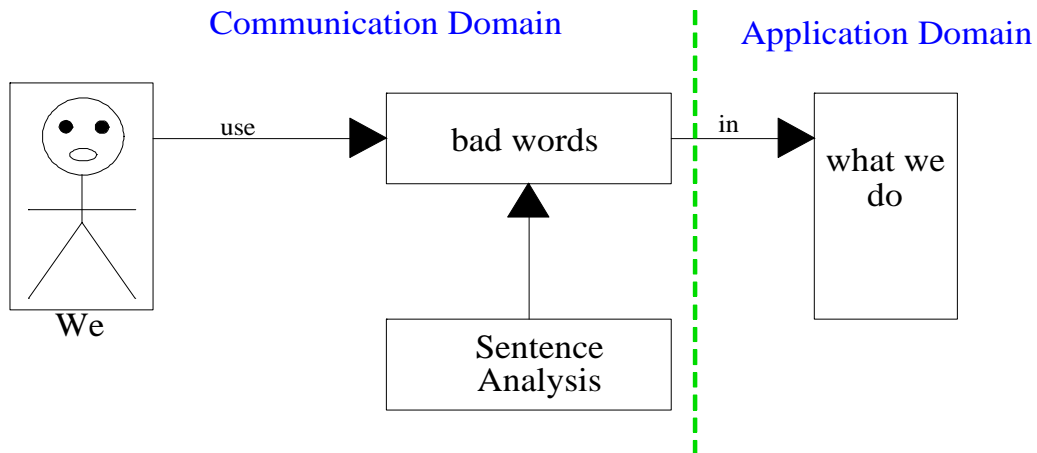 Communication Domain
Application Domain
use
bad words
in
what we
do
We
Sentence
Analysis